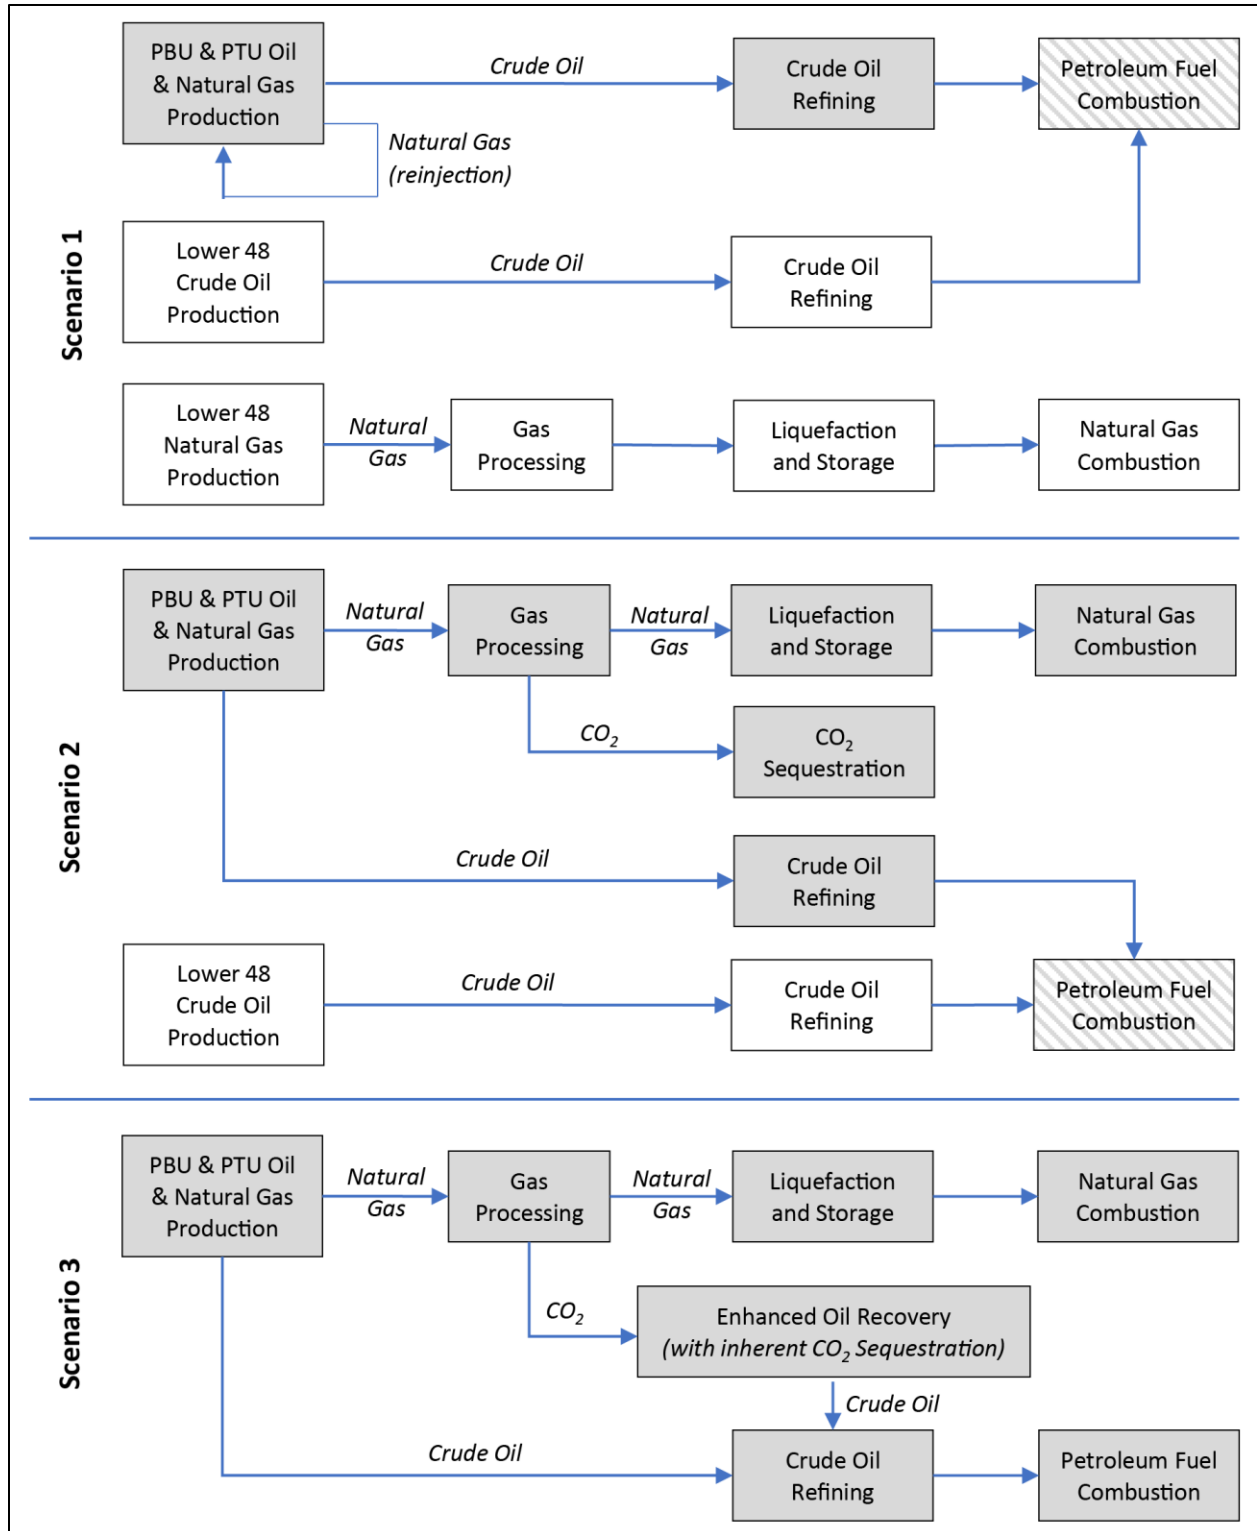 Scenario 1
PBU & PTU Oil
& Natural Gas
Production
Crude Oil
Crude Oil
Refining
Petroleum Fuel
Combustion
Natural Gas
(reinjection)
Lower 48
Crude Oil
Production
Crude Oil
Crude Oil
Refining
Lower 48
Natural Gas
Production
Natural
Gas
Gas
Processing
Liquefaction
and Storage
Natural Gas
Combustion
Scenario 2
PBU & PTU Oil
& Natural Gas
Production
Natural
Gas
Gas
Processing
Natural
Gas
Liquefaction
and Storage
Natural Gas
Combustion
CO₂
CO₂
Sequestration
Crude Oil
Crude Oil
Refining
Lower 48
Crude Oil
Production
Crude Oil
Crude Oil
Refining
Petroleum Fuel
Combustion
Scenario 3
PBU & PTU Oil
& Natural Gas
Production
Natural
Gas
Gas
Processing
Natural
Gas
Liquefaction
and Storage
Natural Gas
Combustion
CO₂
Enhanced Oil Recovery
(with inherent CO₂ Sequestration)
Crude Oil
Crude Oil
Crude Oil
Refining
Petroleum Fuel
Combustion